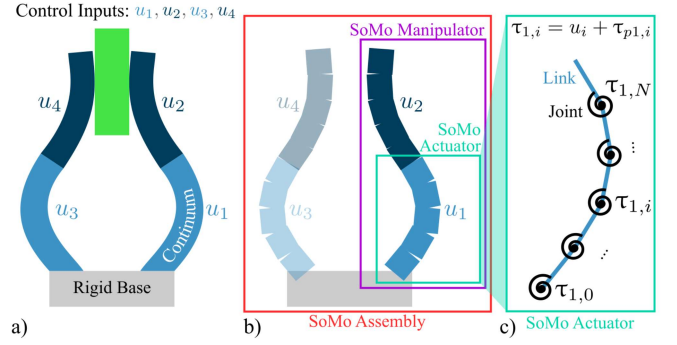 Control Inputs: u₁, u₂, u₃, u₄
u₄
u₂
u₃
u₁
Continuum
Rigid Base
a)
SoMo Manipulator
u₄
u₂
SoMo
Actuator
u₃
u₁
b)
SoMo Assembly
τ₁,ᵢ = uᵢ + τₚ₁,ᵢ
Link
τ₁,N
Joint
...
τ₁,ᵢ
...
τ₁,₀
c)
SoMo Actuator